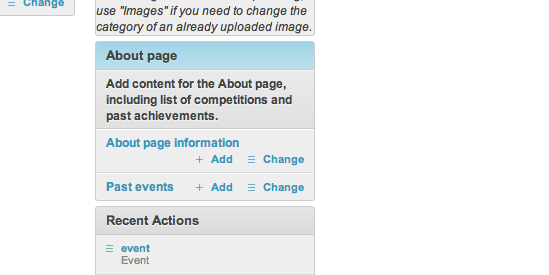 Change
use "Images" if you need to change the
category of an already uploaded image.
About page
Add content for the About page,
including list of competitions and
past achievements.
About page information
+ Add Change
Past events + Add Change
Recent Actions
event
Event